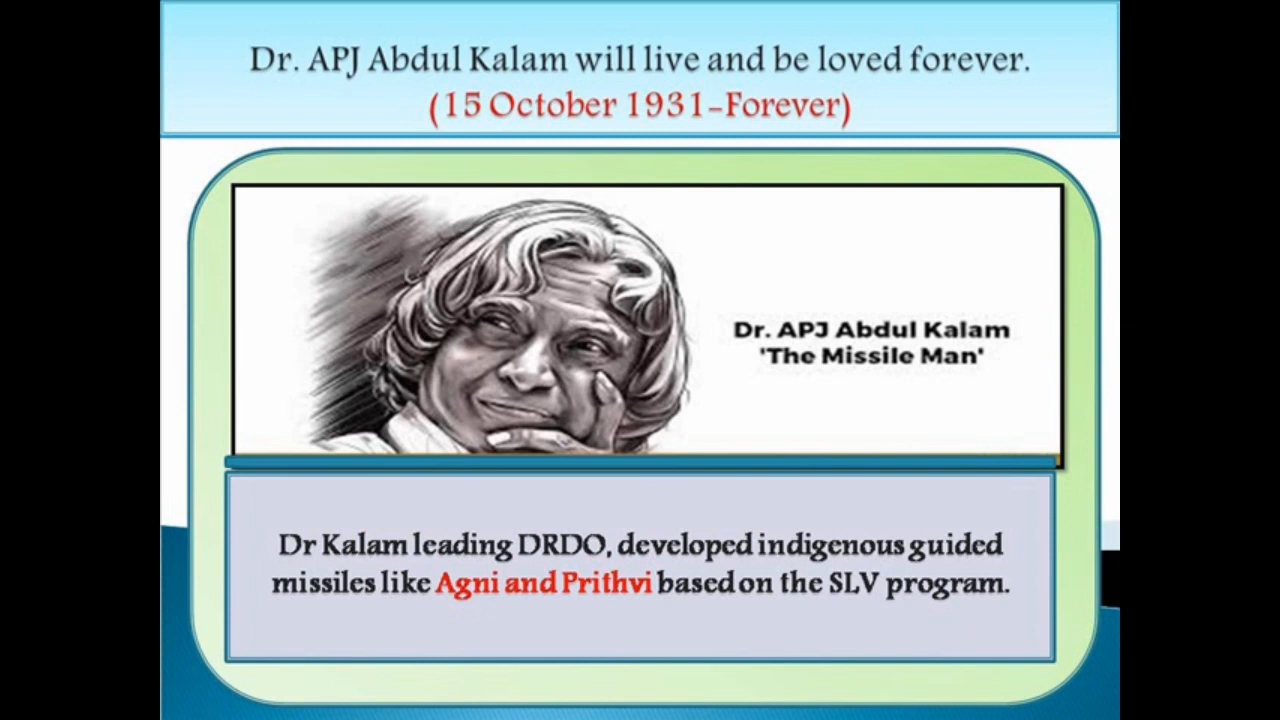 Dr. APJ Abdul Kalam will live and be loved forever.
(15 October 1931-Forever)
Dr. APJ Abdul Kalam
'The Missile Man'
Dr Kalam leading DRDO, developed indigenous guided
missiles like Agni and Prithvi based on the SLV program.